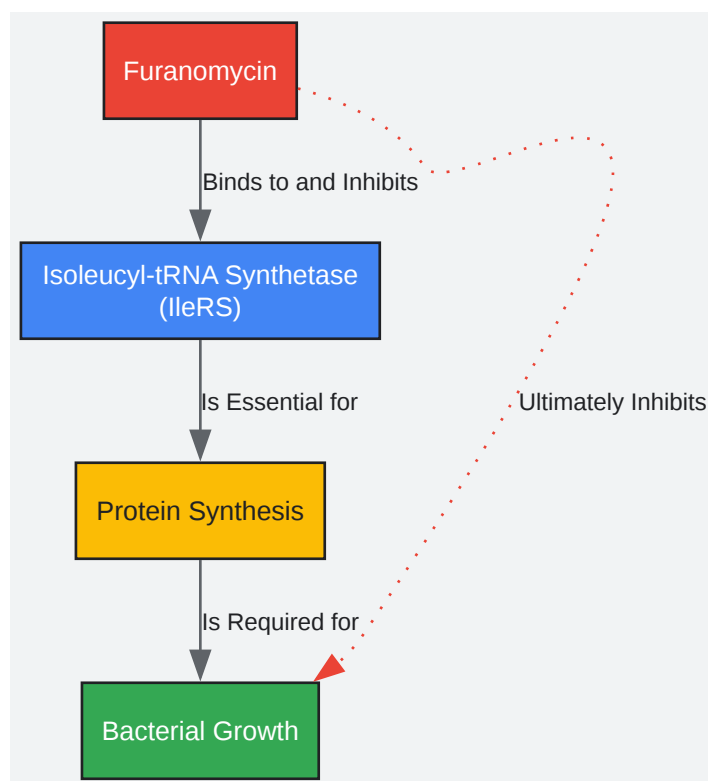 Furanomycin
Binds to and Inhibits
Isoleucyl-tRNA Synthetase
(IleRS)
Is Essential for
Ultimately Inhibits
Protein Synthesis
Is Required for
Bacterial Growth